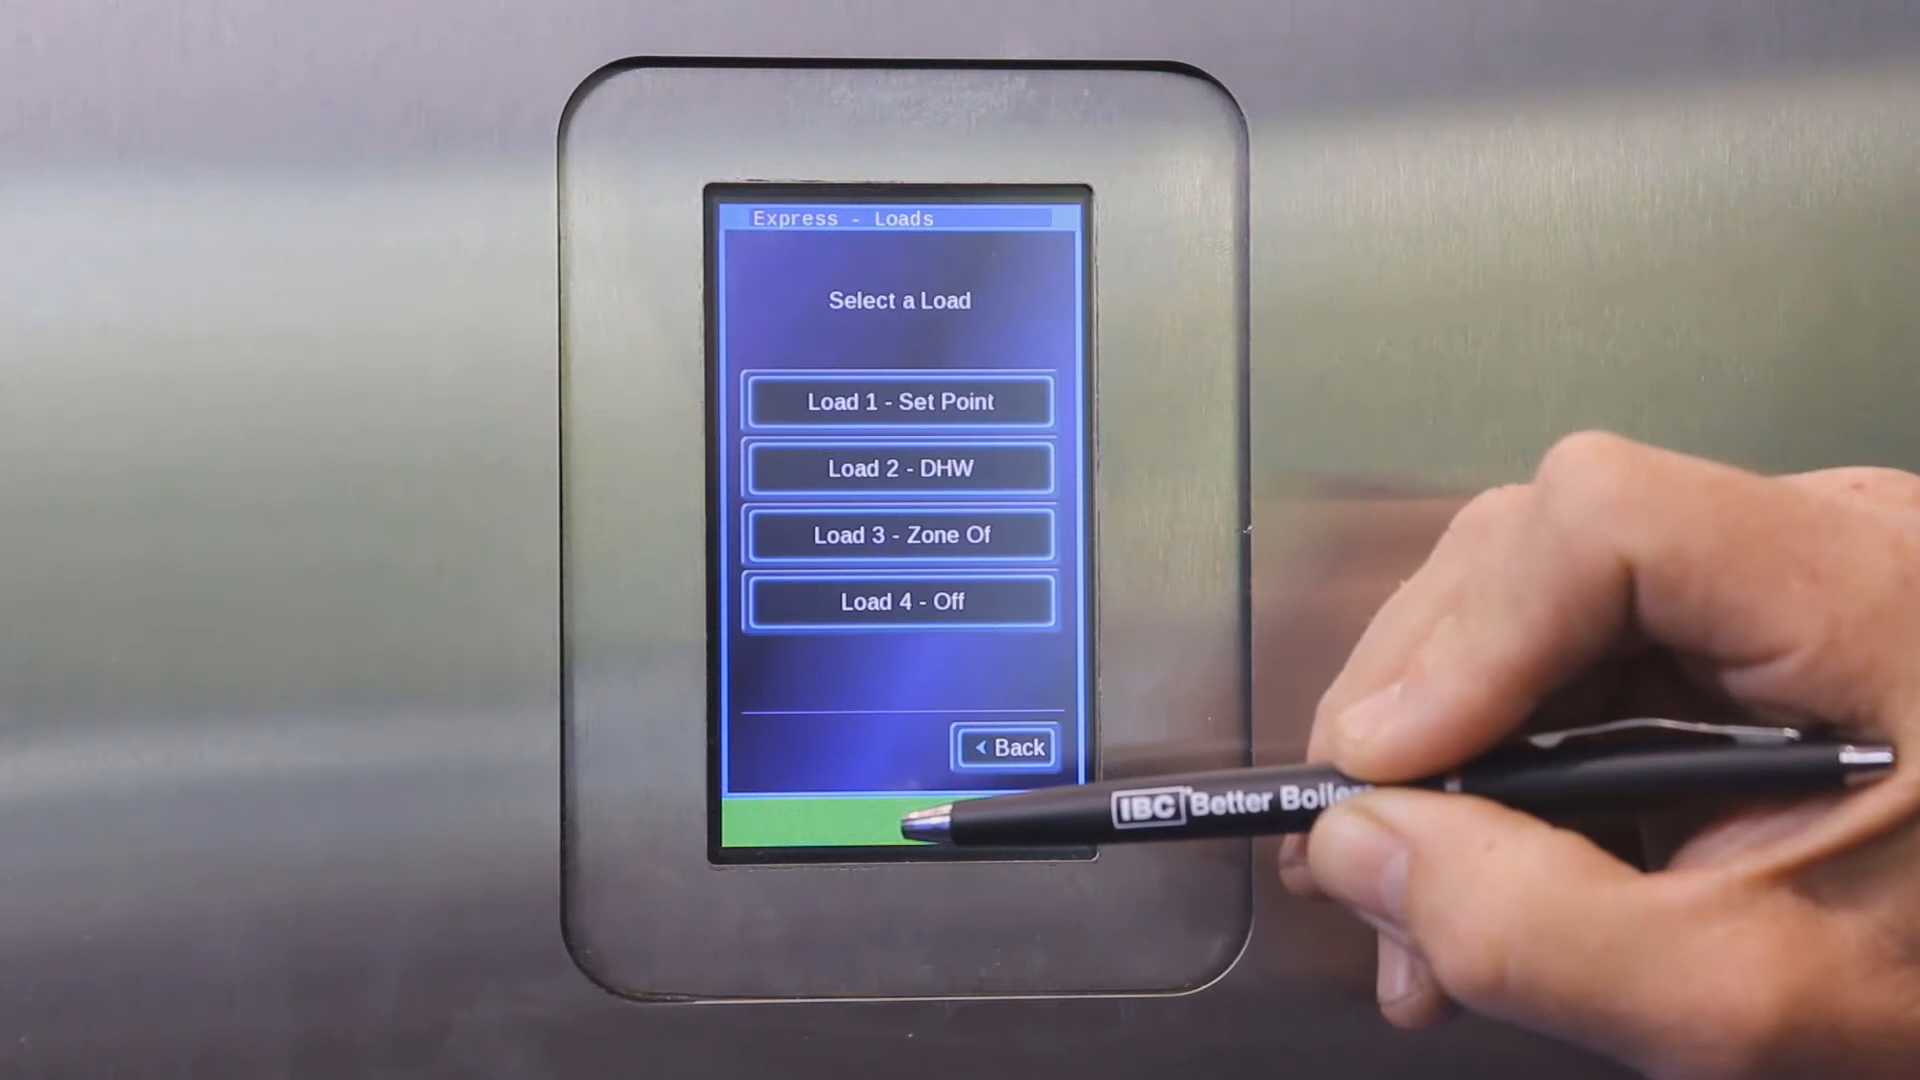 Express - Loads
Select a Load
Load 1 - Set Point
Load 2 - DHW
Load 3 - Zone Of
Load 4 - Off
Back
IBC Better Boilers